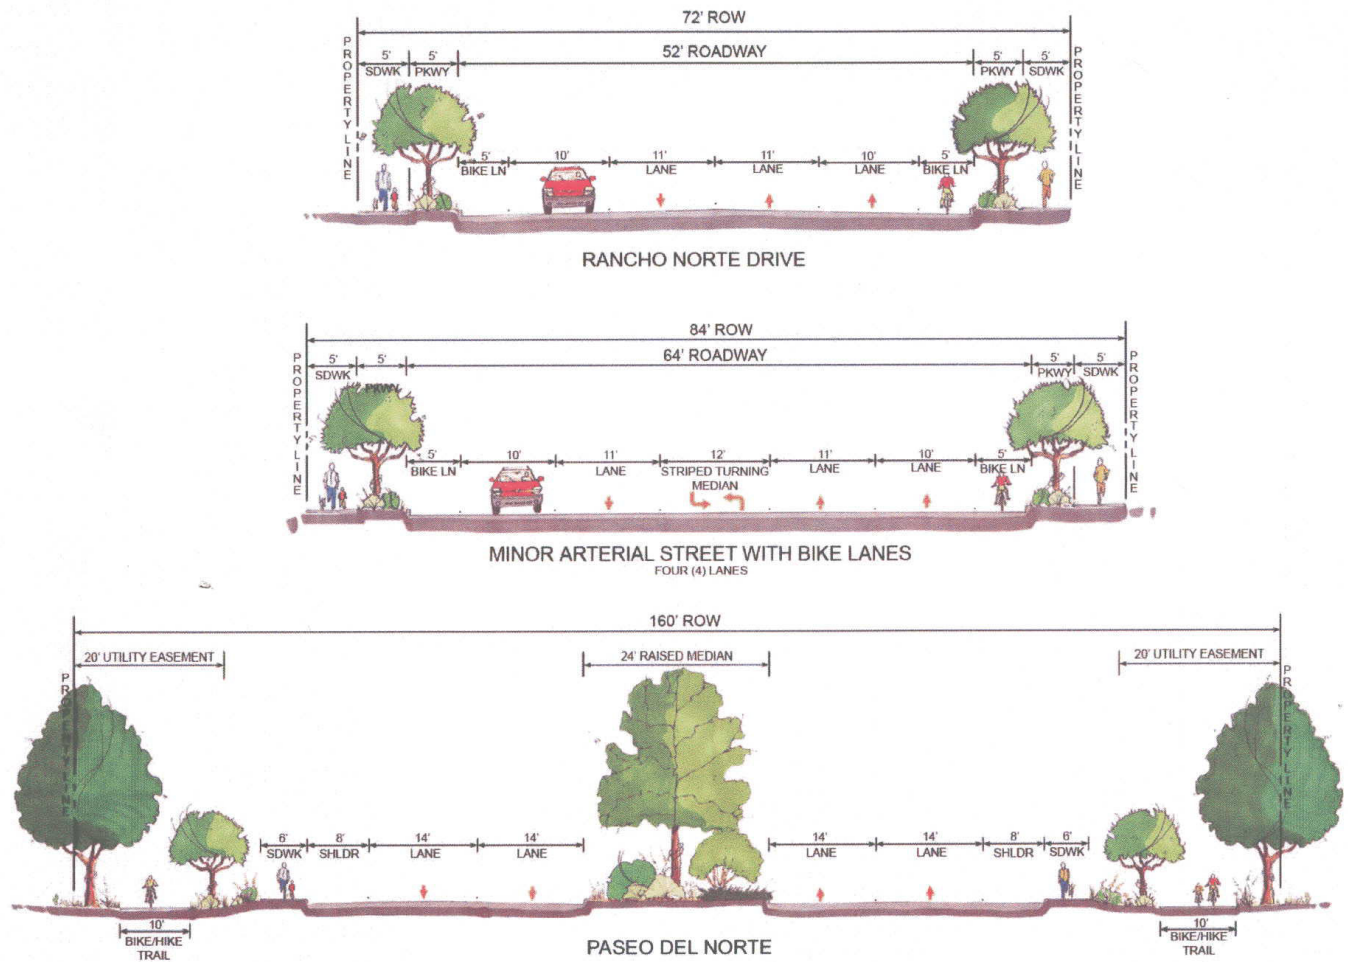 72' ROW
52' ROADWAY
PROPERTY LINE
5'
SDWK
5'
PKWY
5'
PKWY
5'
SDWK
PROPERTY LINE
5'
BIKE LN
10'
11'
LANE
11'
LANE
10'
LANE
5'
BIKE LN
RANCHO NORTE DRIVE
84' ROW
64' ROADWAY
PROPERTY LINE
5'
SDWK
5'
PKWY
5'
PKWY
5'
SDWK
PROPERTY LINE
5'
BIKE LN
10'
11'
LANE
12'
STRIPED TURNING
MEDIAN
11'
LANE
10'
LANE
5'
BIKE LN
MINOR ARTERIAL STREET WITH BIKE LANES
FOUR (4) LANES
160' ROW
20' UTILITY EASEMENT
24' RAISED MEDIAN
20' UTILITY EASEMENT
PROPERTY LINE
PROPERTY LINE
6'
SDWK
8'
SHLDR
14'
LANE
14'
LANE
14'
LANE
14'
LANE
8'
SHLDR
6'
SDWK
10'
BIKE/HIKE
TRAIL
10'
BIKE/HIKE
TRAIL
PASEO DEL NORTE